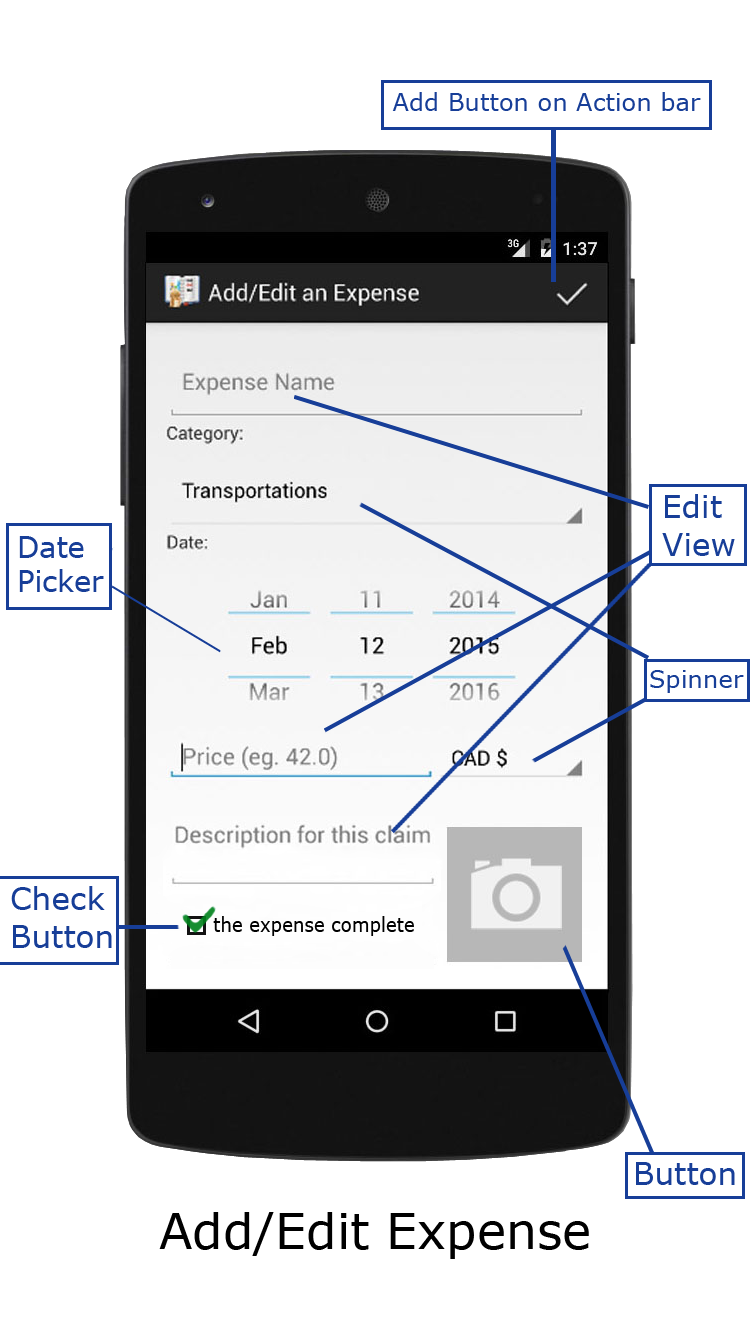 Add Button on Action bar
3G 1:37
Add/Edit an Expense
Expense Name
Category:
Transportations
Edit
View
Date:
Date
Picker
Jan 11 2014
Feb 12 2015
Mar 13 2016
Spinner
Price (eg. 42.0) CAD $
Description for this claim
Check
Button
the expense complete
Button
Add/Edit Expense